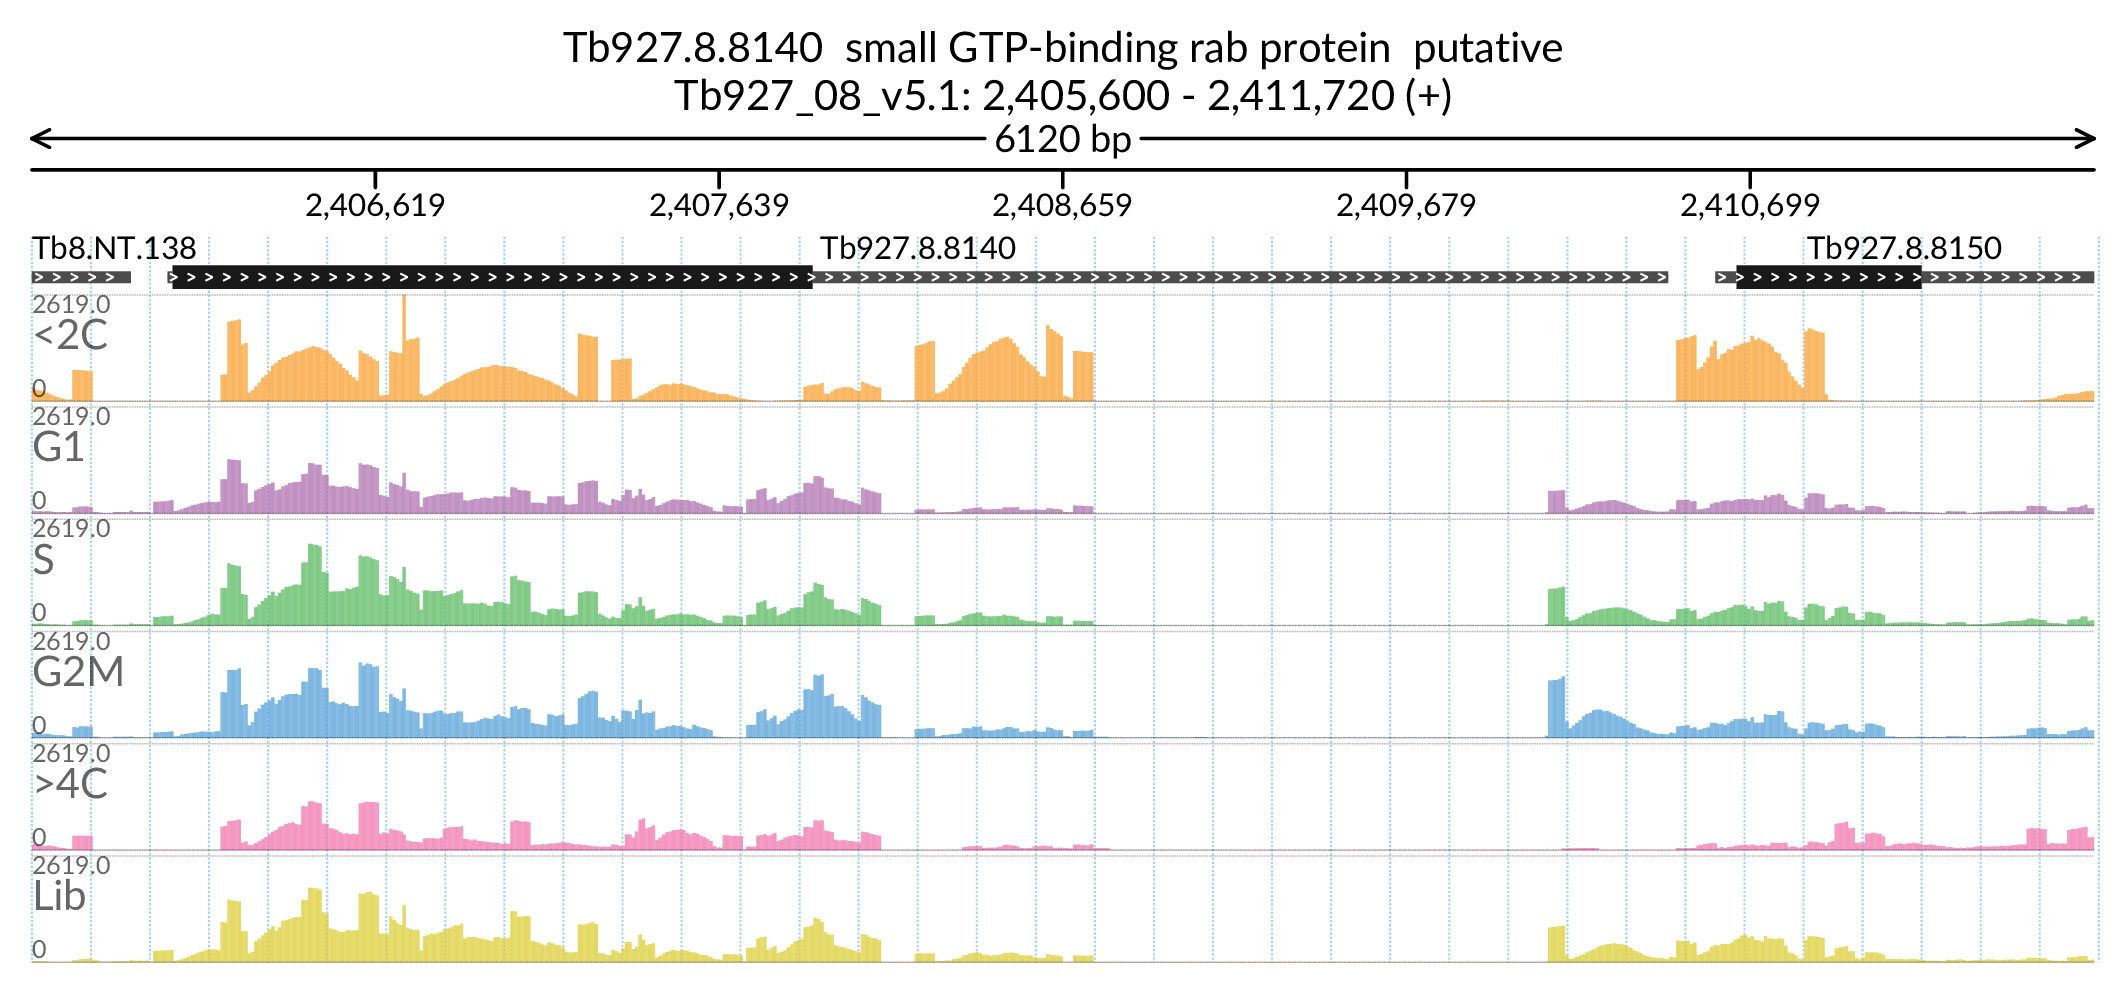 Tb927.8.8140  small GTP-binding rab protein  putative
Tb927_08_v5.1: 2,405,600 - 2,411,720 (+)
6120 bp
2,406,619 2,407,639 2,408,659 2,409,679 2,410,699
Tb8.NT.138 Tb927.8.8140 Tb927.8.8150
2619.0
<2C
0
2619.0
G1
0
2619.0
S
0
2619.0
G2M
0
2619.0
>4C
0
2619.0
Lib
0